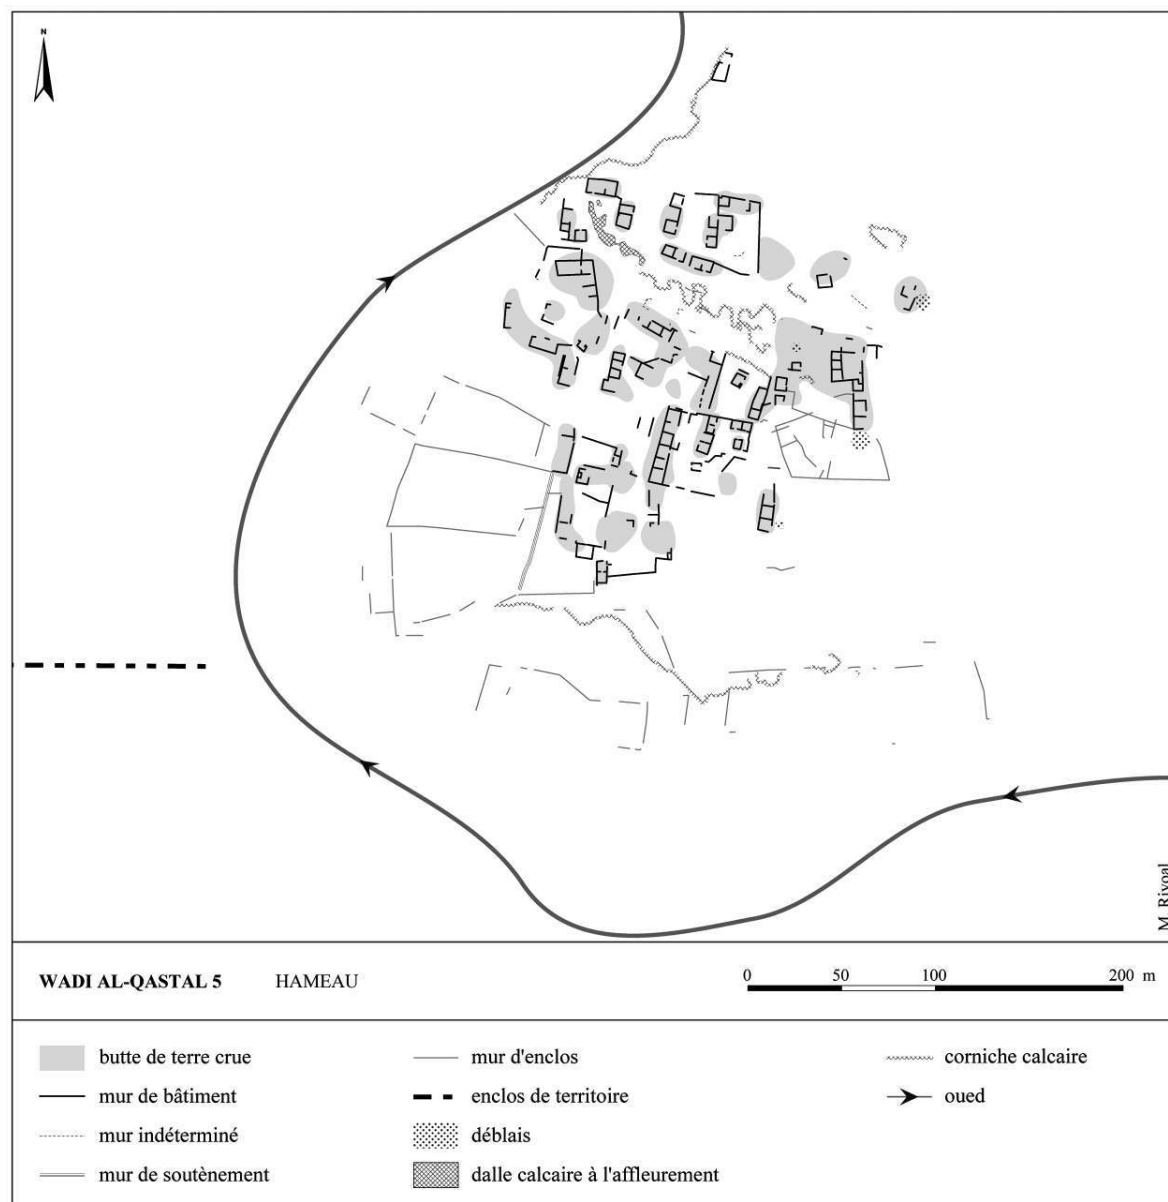 N
M. Rivoal
WADI AL-QASTAL 5 HAMEAU
0 50 100 200 m
butte de terre crue
mur de bâtiment
mur indéterminé
mur de soutènement
mur d'enclos
enclos de territoire
déblais
dalle calcaire à l'affleurement
corniche calcaire
oued